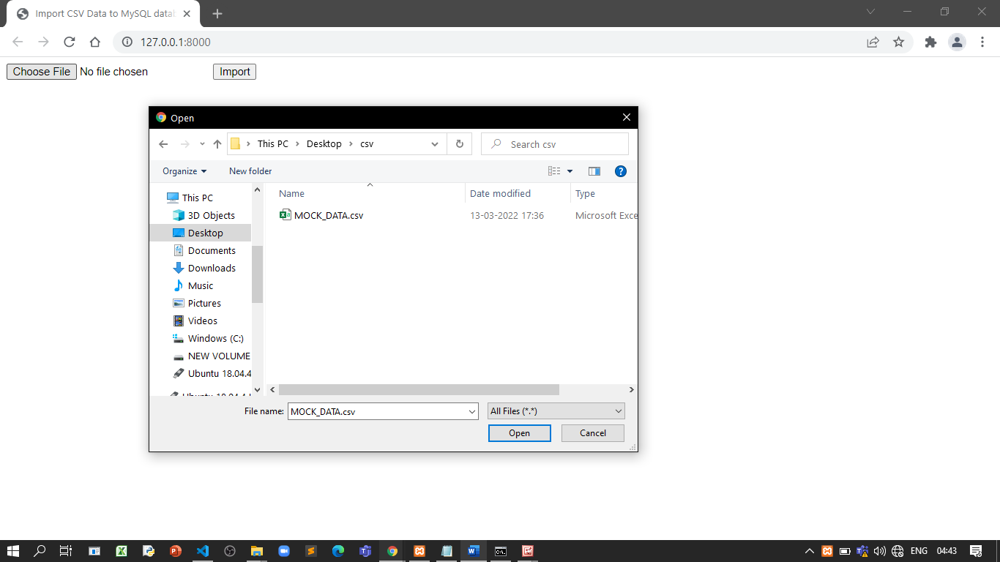 Import CSV Data to MySQL datab
127.0.0.1:8000
Choose File No file chosen Import
Open
This PC Desktop csv Search csv
Organize New folder
Name Date modified Type
This PC
MOCK_DATA.csv 13-03-2022 17:36 Microsoft Exce
3D Objects
Desktop
Documents
Downloads
Music
Pictures
Videos
Windows (C:)
NEW VOLUME
Ubuntu 18.04.4
File name: MOCK_DATA.csv All Files (*.*)
Open Cancel
ENG 04:43